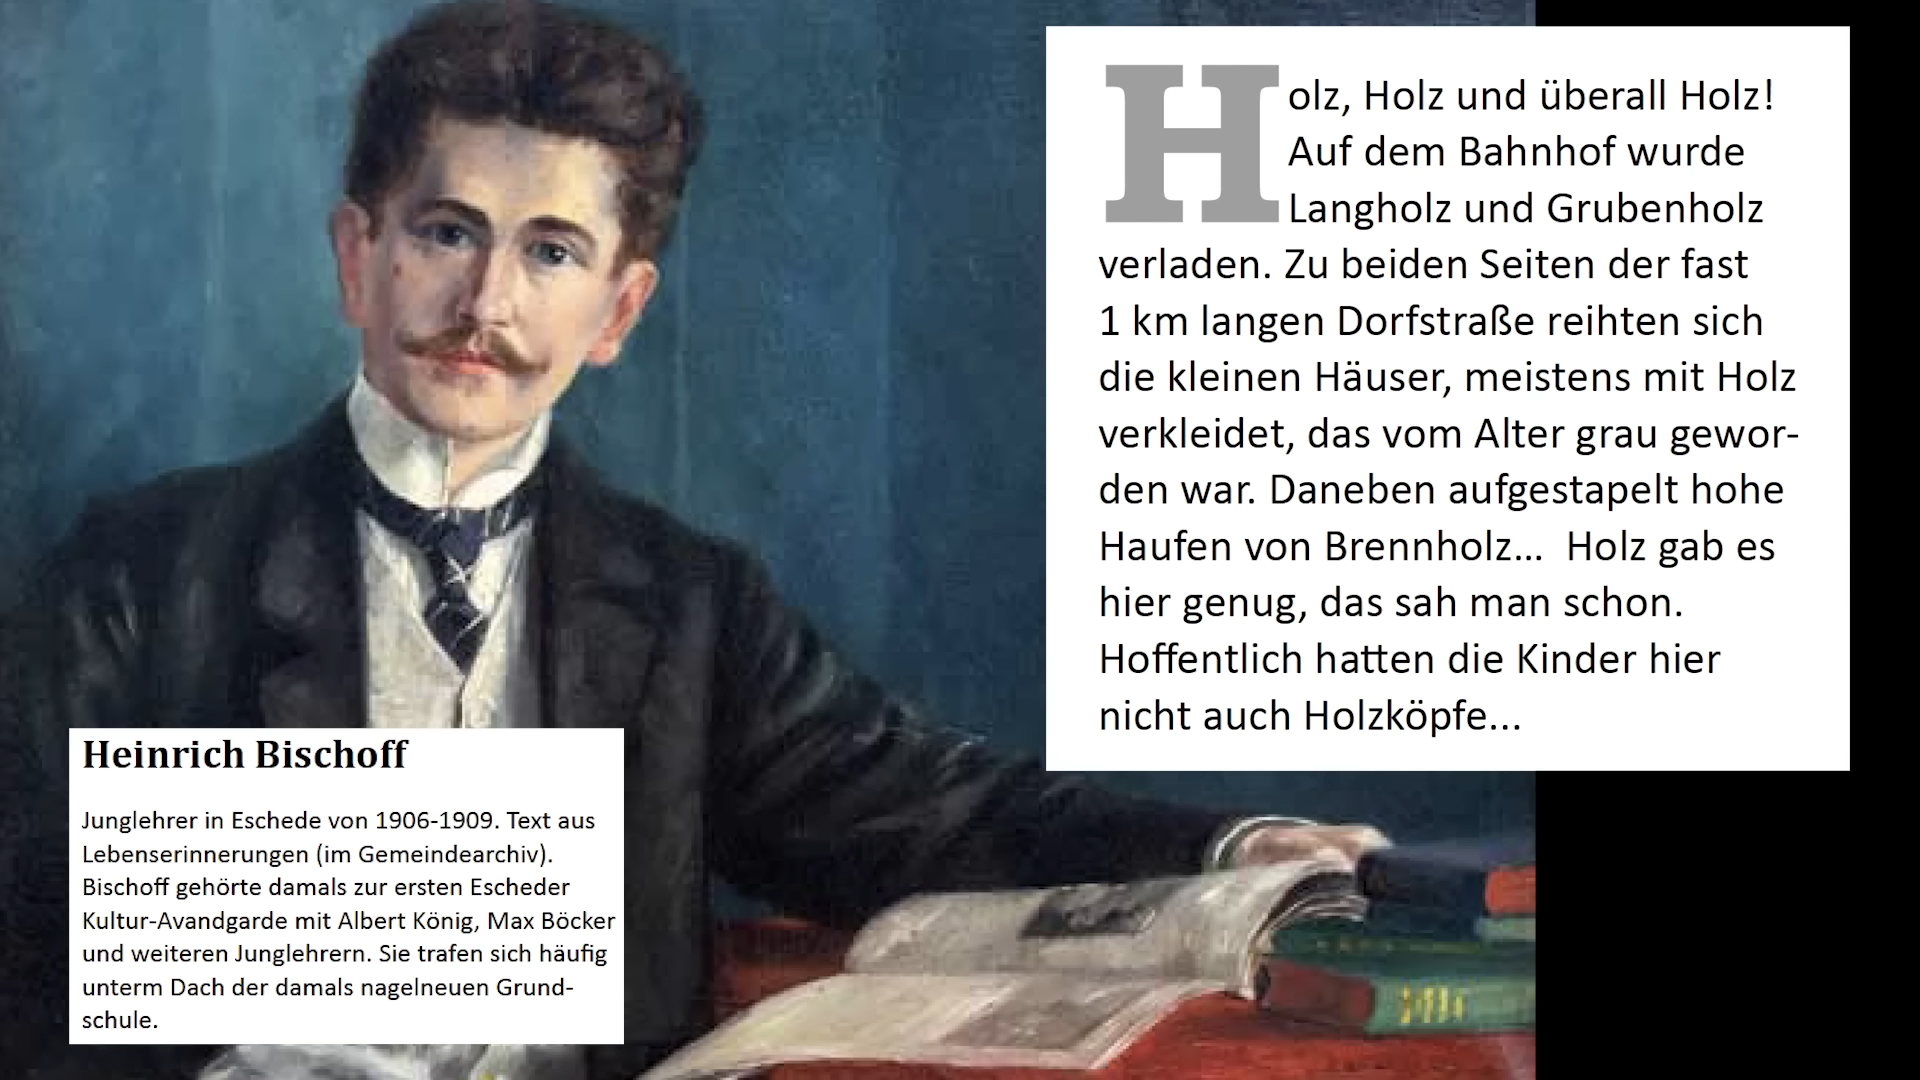 Holz, Holz und überall Holz!
Auf dem Bahnhof wurde
Langholz und Grubenholz
verladen. Zu beiden Seiten der fast
1 km langen Dorfstraße reihten sich
die kleinen Häuser, meistens mit Holz
verkleidet, das vom Alter grau gewor-
den war. Daneben aufgestapelt hohe
Haufen von Brennholz... Holz gab es
hier genug, das sah man schon.
Hoffentlich hatten die Kinder hier
nicht auch Holzköpfe...
Heinrich Bischoff
Junglehrer in Eschede von 1906-1909. Text aus
Lebenserinnerungen (im Gemeindearchiv).
Bischoff gehörte damals zur ersten Escheder
Kultur-Avandgarde mit Albert König, Max Böcker
und weiteren Junglehrern. Sie trafen sich häufig
unterm Dach der damals nagelneuen Grund-
schule.